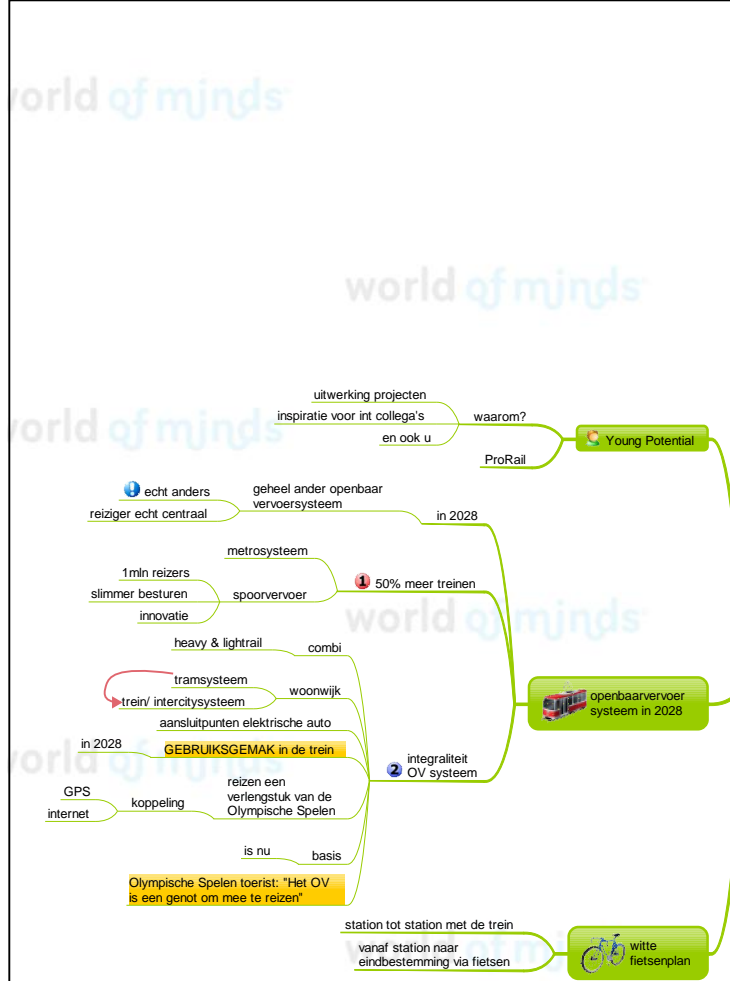 world of minds
world of minds
world of minds
uitwerking projecten
inspiratie voor int collega's
en ook u
waarom?
ProRail
Young Potential
echt anders
reiziger echt centraal
geheel ander openbaar
vervoersysteem
in 2028
metrosysteem
1mln reizers
slimmer besturen
innovatie
spoorvervoer
1
50% meer treinen
world of minds
heavy & lightrail
combi
tramsysteem
trein/ intercitysysteem
woonwijk
aansluitpunten elektrische auto
in 2028
GEBRUIKSGEMAK in de trein
world of minds
GPS
internet
koppeling
reizen een
verlengstuk van de
Olympische Spelen
is nu
basis
Olympische Spelen toerist: "Het OV
is een genot om mee te reizen"
2
integraliteit
OV systeem
openbaarvervoer
systeem in 2028
station tot station met de trein
vanaf station naar
eindbestemming via fietsen
world of minds
witte
fietsenplan